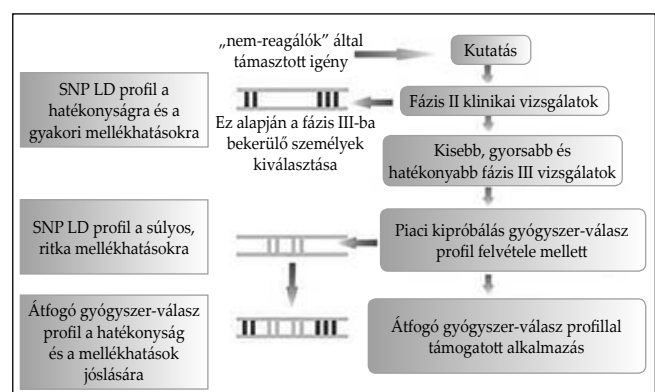 „nem-reagálók” által
támasztott igény
Kutatás
SNP LD profil a
hatékonyságra és a
gyakori mellékhatásokra
Fázis II klinikai vizsgálatok
Ez alapján a fázis III-ba
bekerülő személyek
kiválasztása
Kisebb, gyorsabb és
hatékonyabb fázis III vizsgálatok
SNP LD profil a súlyos,
ritka mellékhatásokra
Piaci kipróbálás gyógyszer-válasz
profil felvétele mellett
Átfogó gyógyszer-válasz
profil a hatékonyság
és a mellékhatások
jóslására
Átfogó gyógyszer-válasz profillal
támogatott alkalmazás